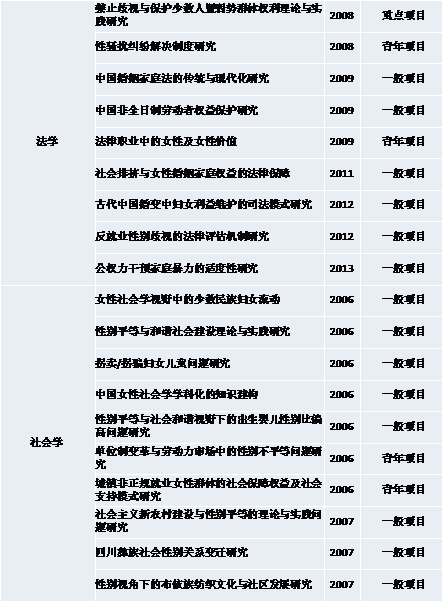 禁止歧视与保护少数人暨弱势群体权利理论与实
践研究 2008 重点项目
性骚扰纠纷解决制度研究 2008 青年项目
中国婚姻家庭法的传统与现代化研究 2009 一般项目
中国非全日制劳动者权益保护研究 2009 一般项目
法学 法律职业中的女性及女性价值 2009 青年项目
社会排挤与女性婚姻家庭权益的法律保障 2011 一般项目
古代中国婚变中妇女利益维护的司法模式研究 2012 一般项目
反就业性别歧视的法律评估机制研究 2012 一般项目
公权力干预家庭暴力的适度性研究 2013 一般项目
女性社会学视野中的少数民族妇女流动 2006 一般项目
性别平等与和谐社会建设理论与实践研究 2006 一般项目
拐卖/拐骗妇女儿童问题研究 2006 一般项目
中国女性社会学学科化的知识建构 2006 一般项目
性别平等与社会和谐视野下的出生婴儿性别比偏
高问题研究 2006 一般项目
社会学 单位制变革与劳动力市场中的性别不平等问题研
究 2006 青年项目
城镇非正规就业女性群体的社会保障权益及社会
支持模式研究 2006 青年项目
社会主义新农村建设与性别平等的理论与实践问
题研究 2007 一般项目
四川彝族社会性别关系变迁研究 2007 一般项目
性别视角下的布依族纺织文化与社区发展研究 2007 一般项目